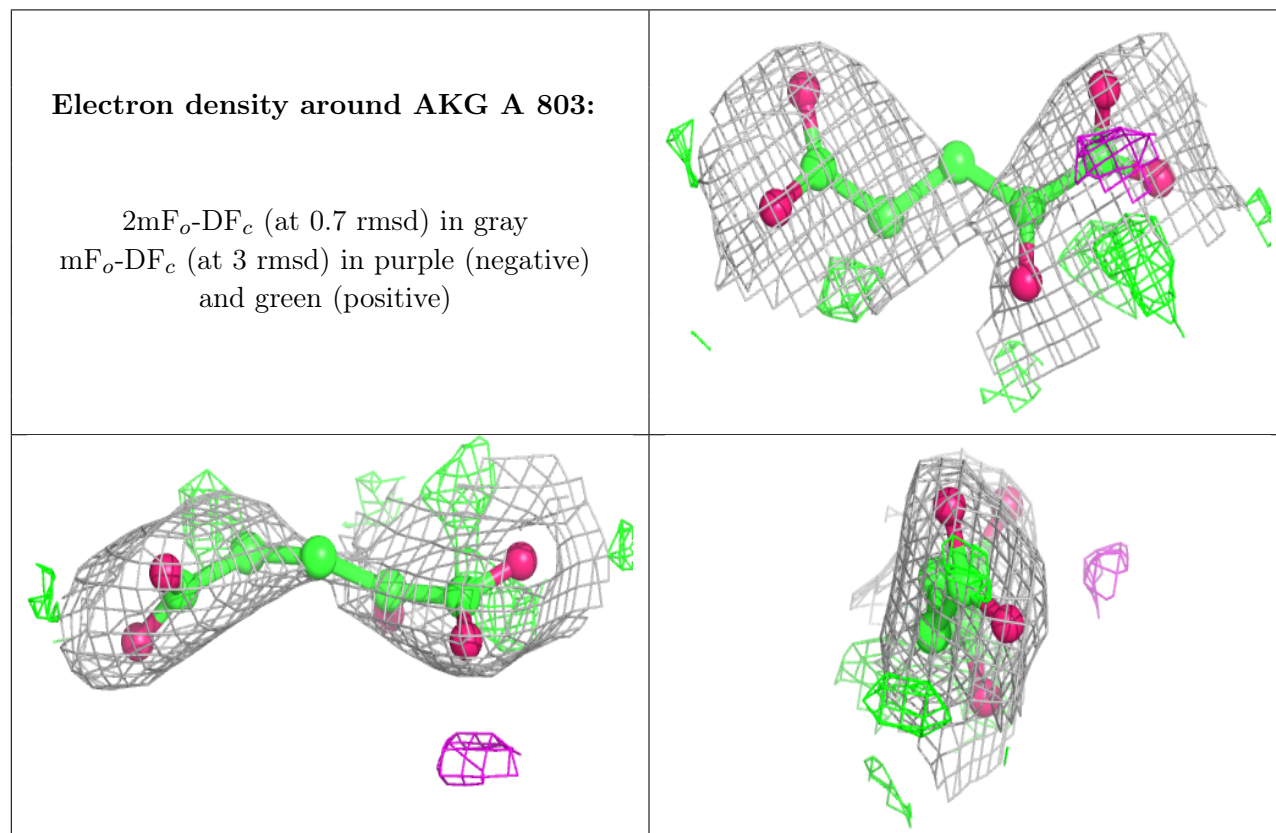 Electron density around AKG A 803:
2mFo-DFc (at 0.7 rmsd) in gray
mFo-DFc (at 3 rmsd) in purple (negative)
and green (positive)